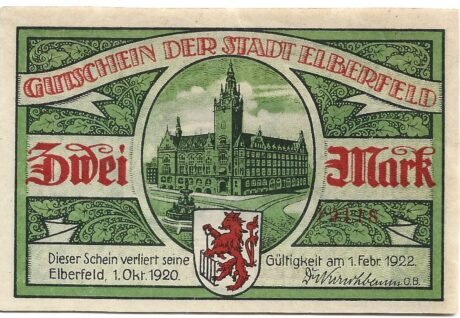 GUTSCHEIN DER STADT ELBERFELD
Zwei Mark
Dieser Schein verliert seine Gültigkeit am 1. Febr. 1922.
Elberfeld, 1. Okt. 1920. O.B.